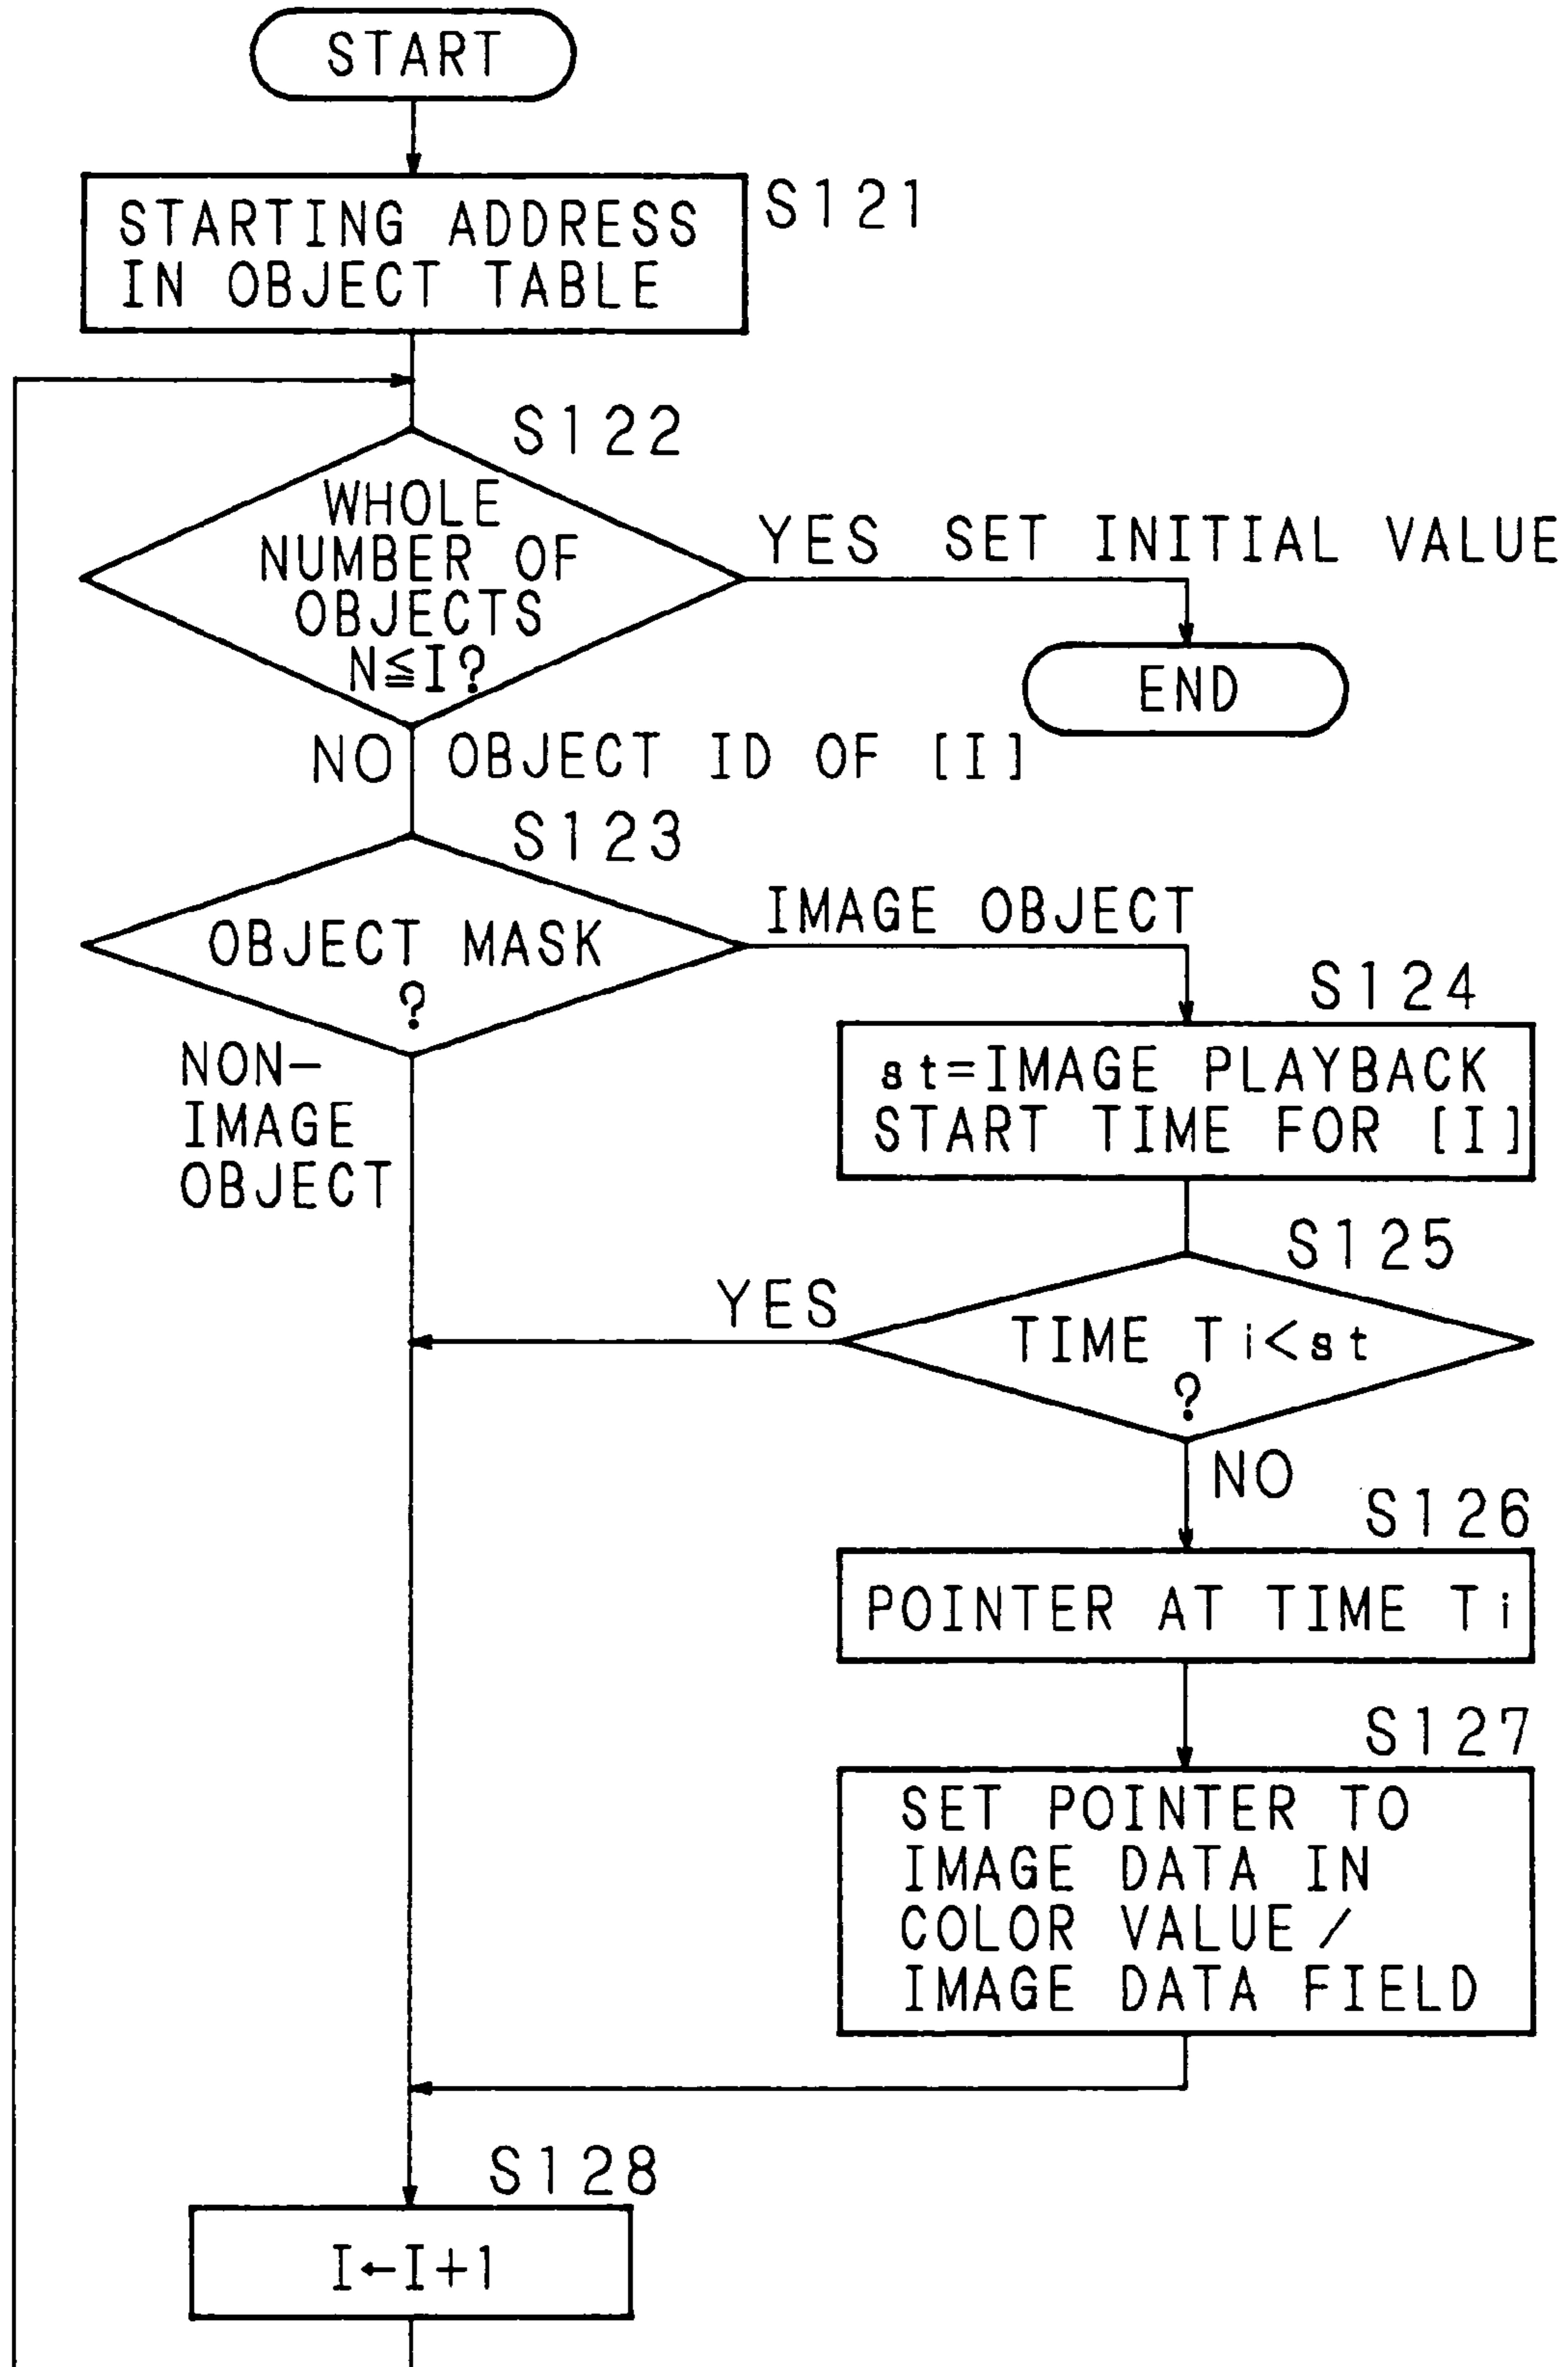 START
S121
STARTING ADDRESS
IN OBJECT TABLE
S122
WHOLE
NUMBER OF
OBJECTS
N≦I?
YES SET INITIAL VALUE
END
NO OBJECT ID OF [I]
S123
OBJECT MASK
?
IMAGE OBJECT
NON-
IMAGE
OBJECT
S124
st=IMAGE PLAYBACK
START TIME FOR [I]
S125
YES
TIME Ti<st
?
NO
S126
POINTER AT TIME Ti
S127
SET POINTER TO
IMAGE DATA IN
COLOR VALUE/
IMAGE DATA FIELD
S128
I←I+1